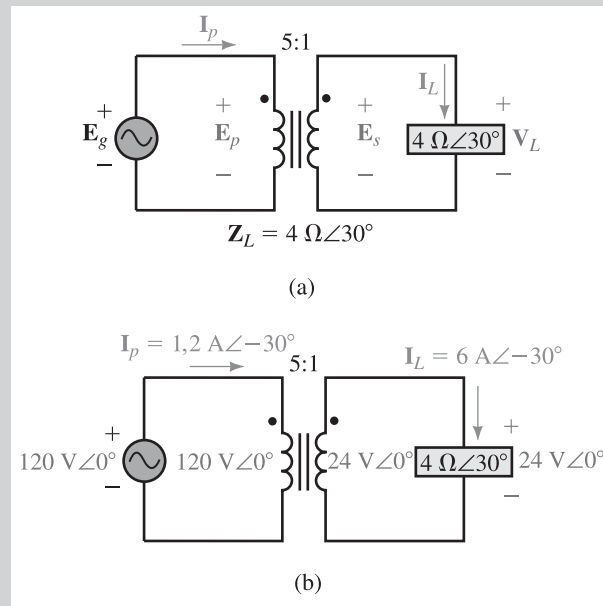 I_p
5:1
I_L
+ + + +
E_g E_p E_s 4 Ω∠30° V_L
− − − −
Z_L = 4 Ω∠30°
(a)
I_p = 1,2 A∠−30°
5:1
I_L = 6 A∠−30°
+ +
120 V∠0° 120 V∠0° 24 V∠0° 4 Ω∠30° 24 V∠0°
− −
(b)